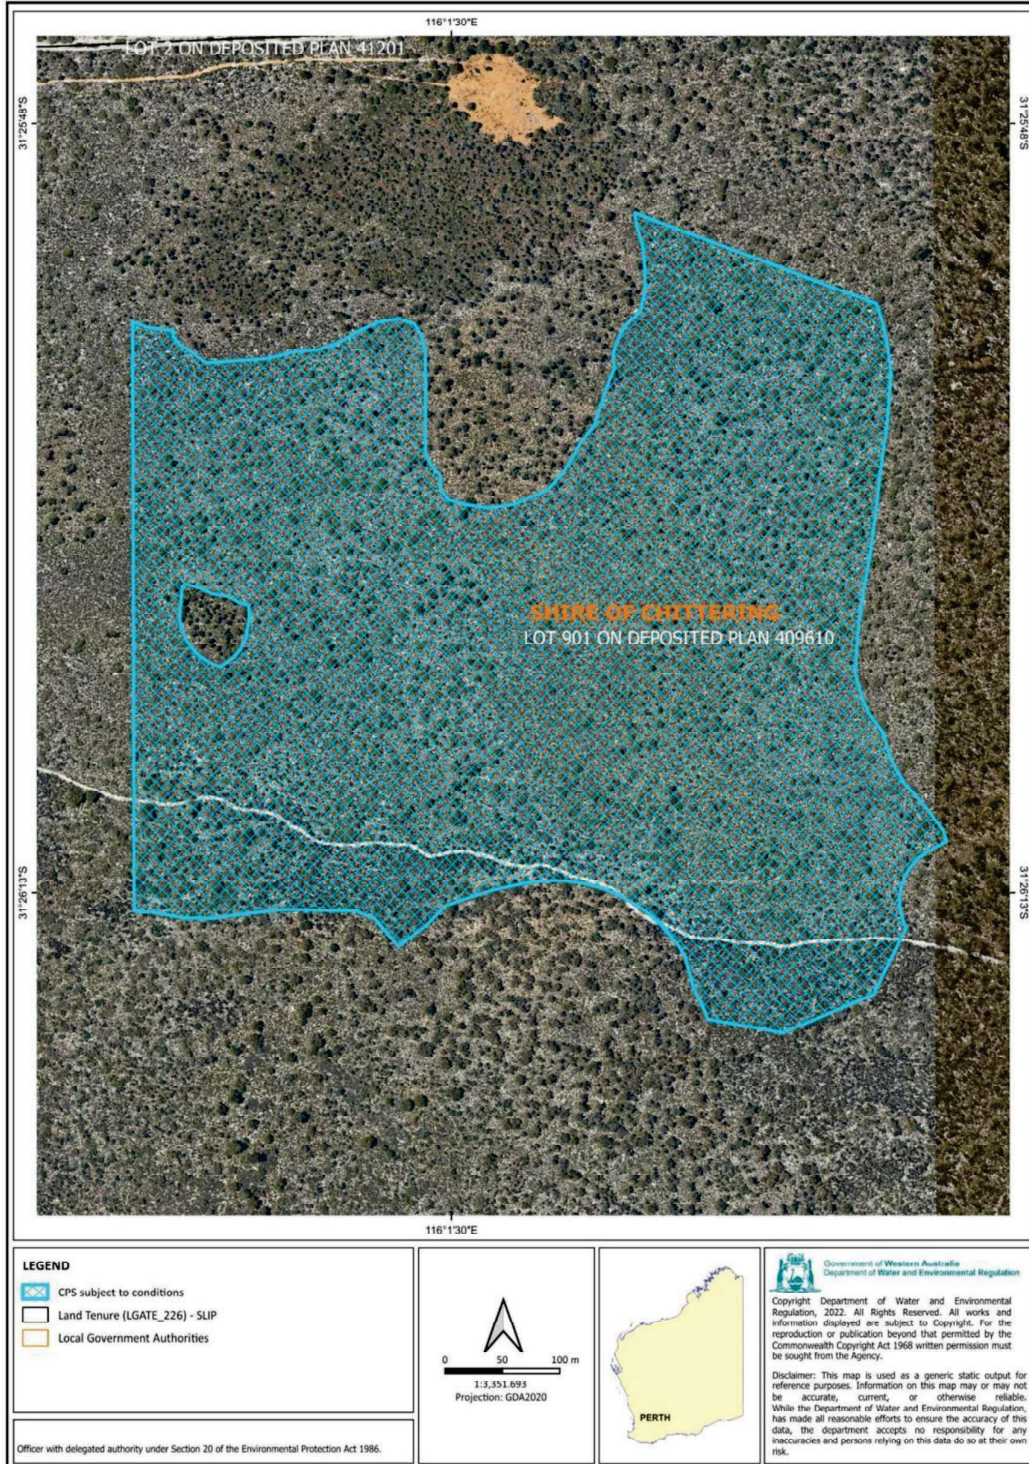 116°1'30"E
LOT 2 ON DEPOSITED PLAN 41201
31°25'48"S
31°25'48"S
SHIRE OF CHITTERING
LOT 901 ON DEPOSITED PLAN 409610
31°26'13"S
31°26'13"S
116°1'30"E
LEGEND
CPS subject to conditions
Land Tenure (LGATE_226) - SLIP
Local Government Authorities
Officer with delegated authority under Section 20 of the Environmental Protection Act 1986.
0 50 100 m
1:3,351.693
Projection: GDA2020
PERTH
Government of Western Australia
Department of Water and Environmental Regulation
Copyright Department of Water and Environmental
Regulation, 2022. All Rights Reserved. All works and
information displayed are subject to Copyright. For the
reproduction or publication beyond that permitted by the
Commonwealth Copyright Act 1968 written permission must
be sought from the Agency.
Disclaimer: This map is used as a generic static output for
reference purposes. Information on this map may or may not
be accurate, current, or otherwise reliable.
While the Department of Water and Environmental Regulation,
has made all reasonable efforts to ensure the accuracy of this
data, the department accepts no responsibility for any
inaccuracies and persons relying on this data do so at their own
risk.